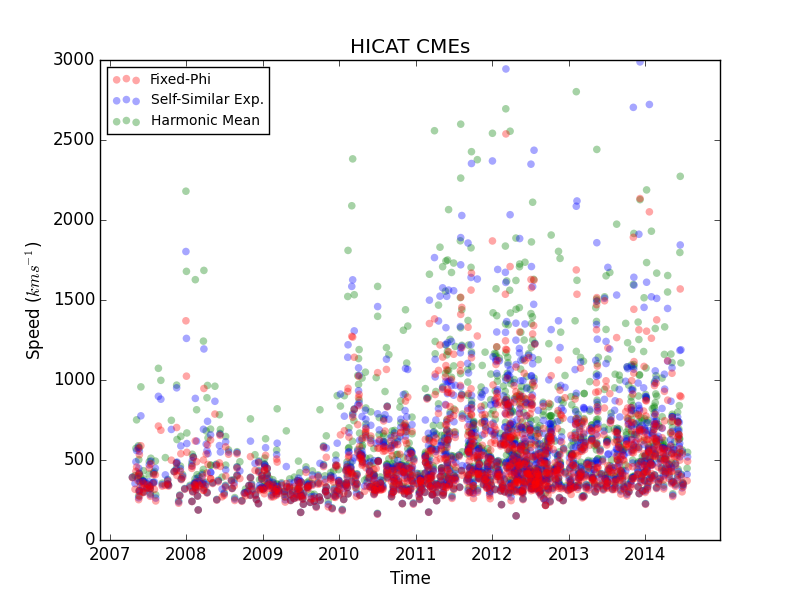 HICAT CMEs
Fixed-Phi
Self-Similar Exp.
Harmonic Mean
Speed (kms⁻¹)
3000
2500
2000
1500
1000
500
0
2007 2008 2009 2010 2011 2012 2013 2014
Time